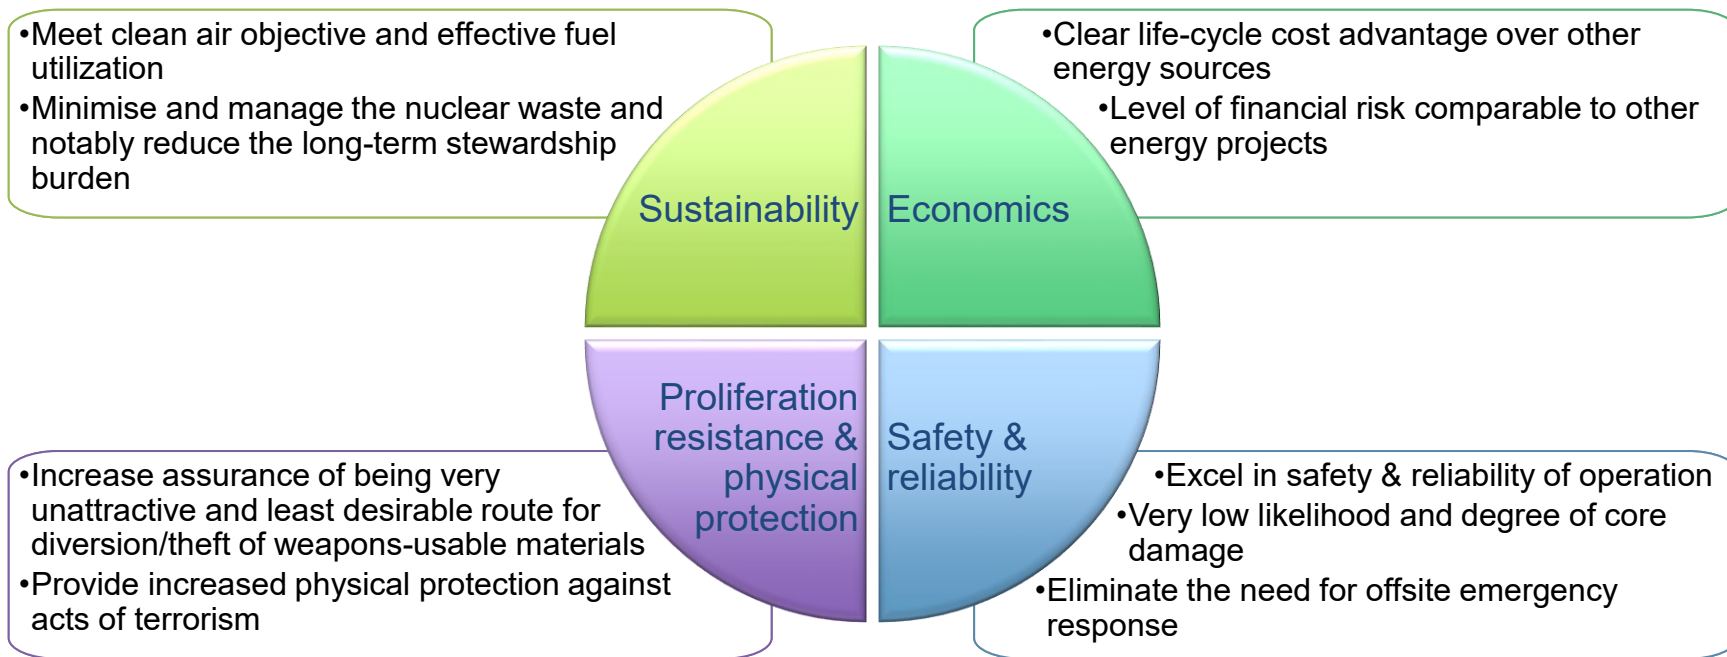 •Meet clean air objective and effective fuel
utilization
•Minimise and manage the nuclear waste and
notably reduce the long-term stewardship
burden
•Clear life-cycle cost advantage over other
energy sources
•Level of financial risk comparable to other
energy projects
Sustainability
Economics
Proliferation
resistance &
physical
protection
Safety &
reliability
•Increase assurance of being very
unattractive and least desirable route for
diversion/theft of weapons-usable materials
•Provide increased physical protection against
acts of terrorism
•Excel in safety & reliability of operation
•Very low likelihood and degree of core
damage
•Eliminate the need for offsite emergency
response